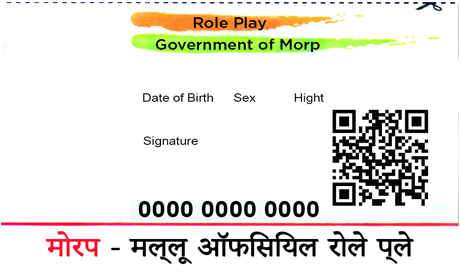 Role Play
Government of Morp
Date of Birth Sex Hight
Signature
0000 0000 0000
मोरप - मल्लू ऑफसियिल रोले प्ले